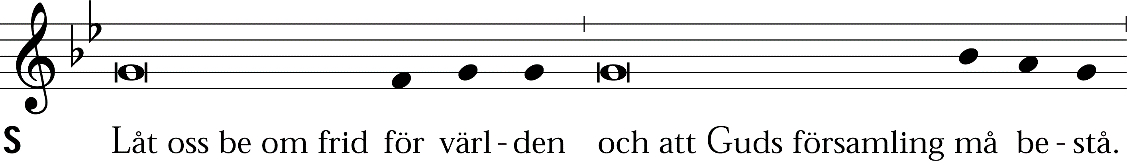 S Låt oss be om frid för värl-den och att Guds församling må be-stå.